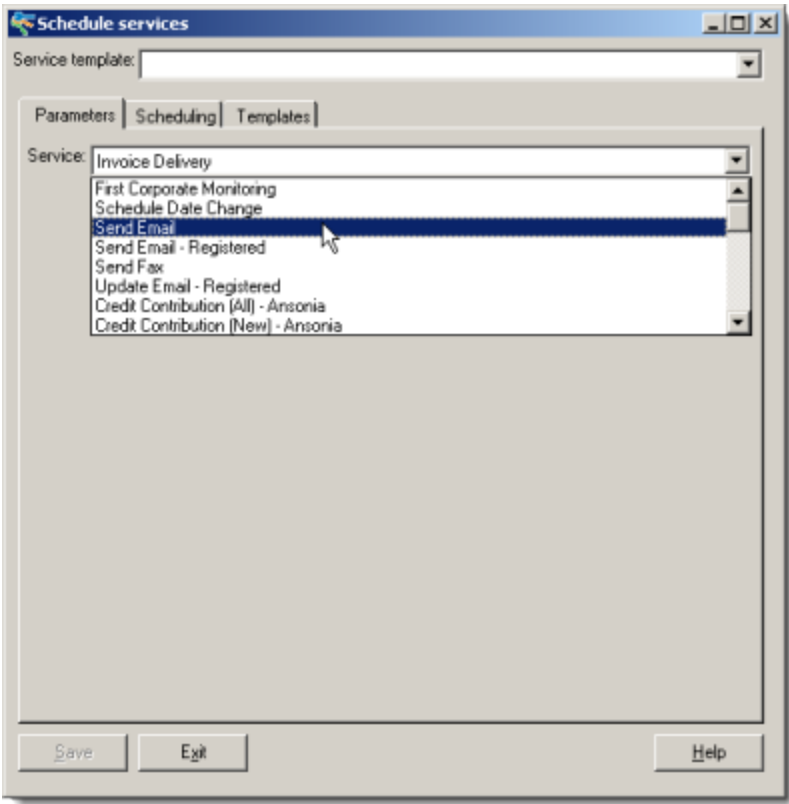 Schedule services
Service template:
Parameters Scheduling Templates
Service: Invoice Delivery
First Corporate Monitoring
Schedule Date Change
Send Email
Send Email - Registered
Send Fax
Update Email - Registered
Credit Contribution (All) - Ansonia
Credit Contribution (New) - Ansonia
Save Exit Help